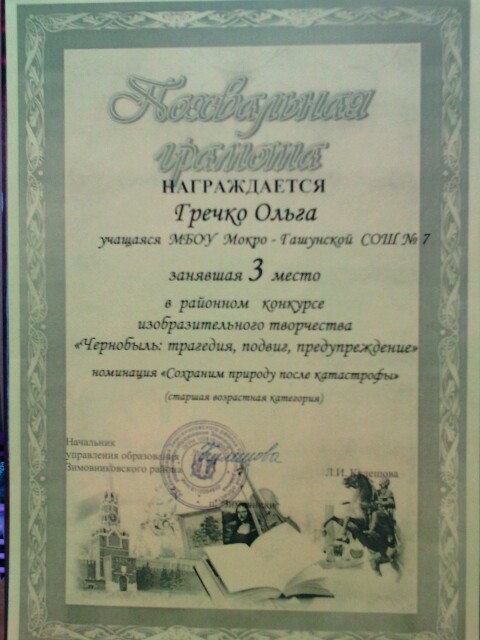 Похвальная
грамота
НАГРАЖДАЕТСЯ
Гречко Ольга
учащаяся МБОУ Мокро - Гашунской СОШ № 7
занявшая 3 место
в районном конкурсе
изобразительного творчества
«Чернобыль: трагедия, подвиг, предупреждение»
номинация «Сохраним природу после катастрофы»
(старшая возрастная категория)
Начальник
управления образования
Зимовниковского района
Л.И.